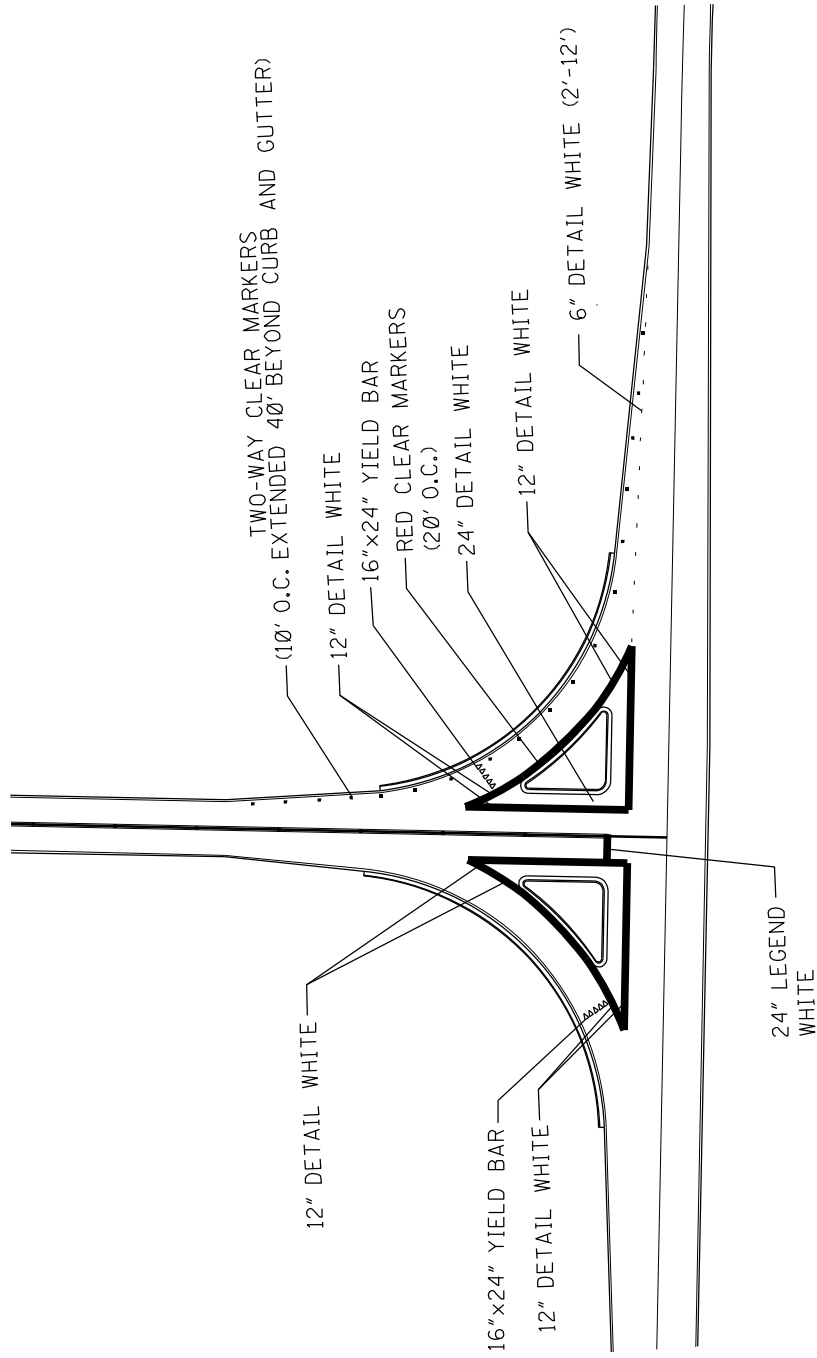 TWO-WAY CLEAR MARKERS
(10' O.C. EXTENDED 40' BEYOND CURB AND GUTTER)
12" DETAIL WHITE
16"x24" YIELD BAR
RED CLEAR MARKERS
(20' O.C.)
24" DETAIL WHITE
12" DETAIL WHITE
6" DETAIL WHITE (2'-12')
12" DETAIL WHITE
16"x24" YIELD BAR
12" DETAIL WHITE
24" LEGEND
WHITE